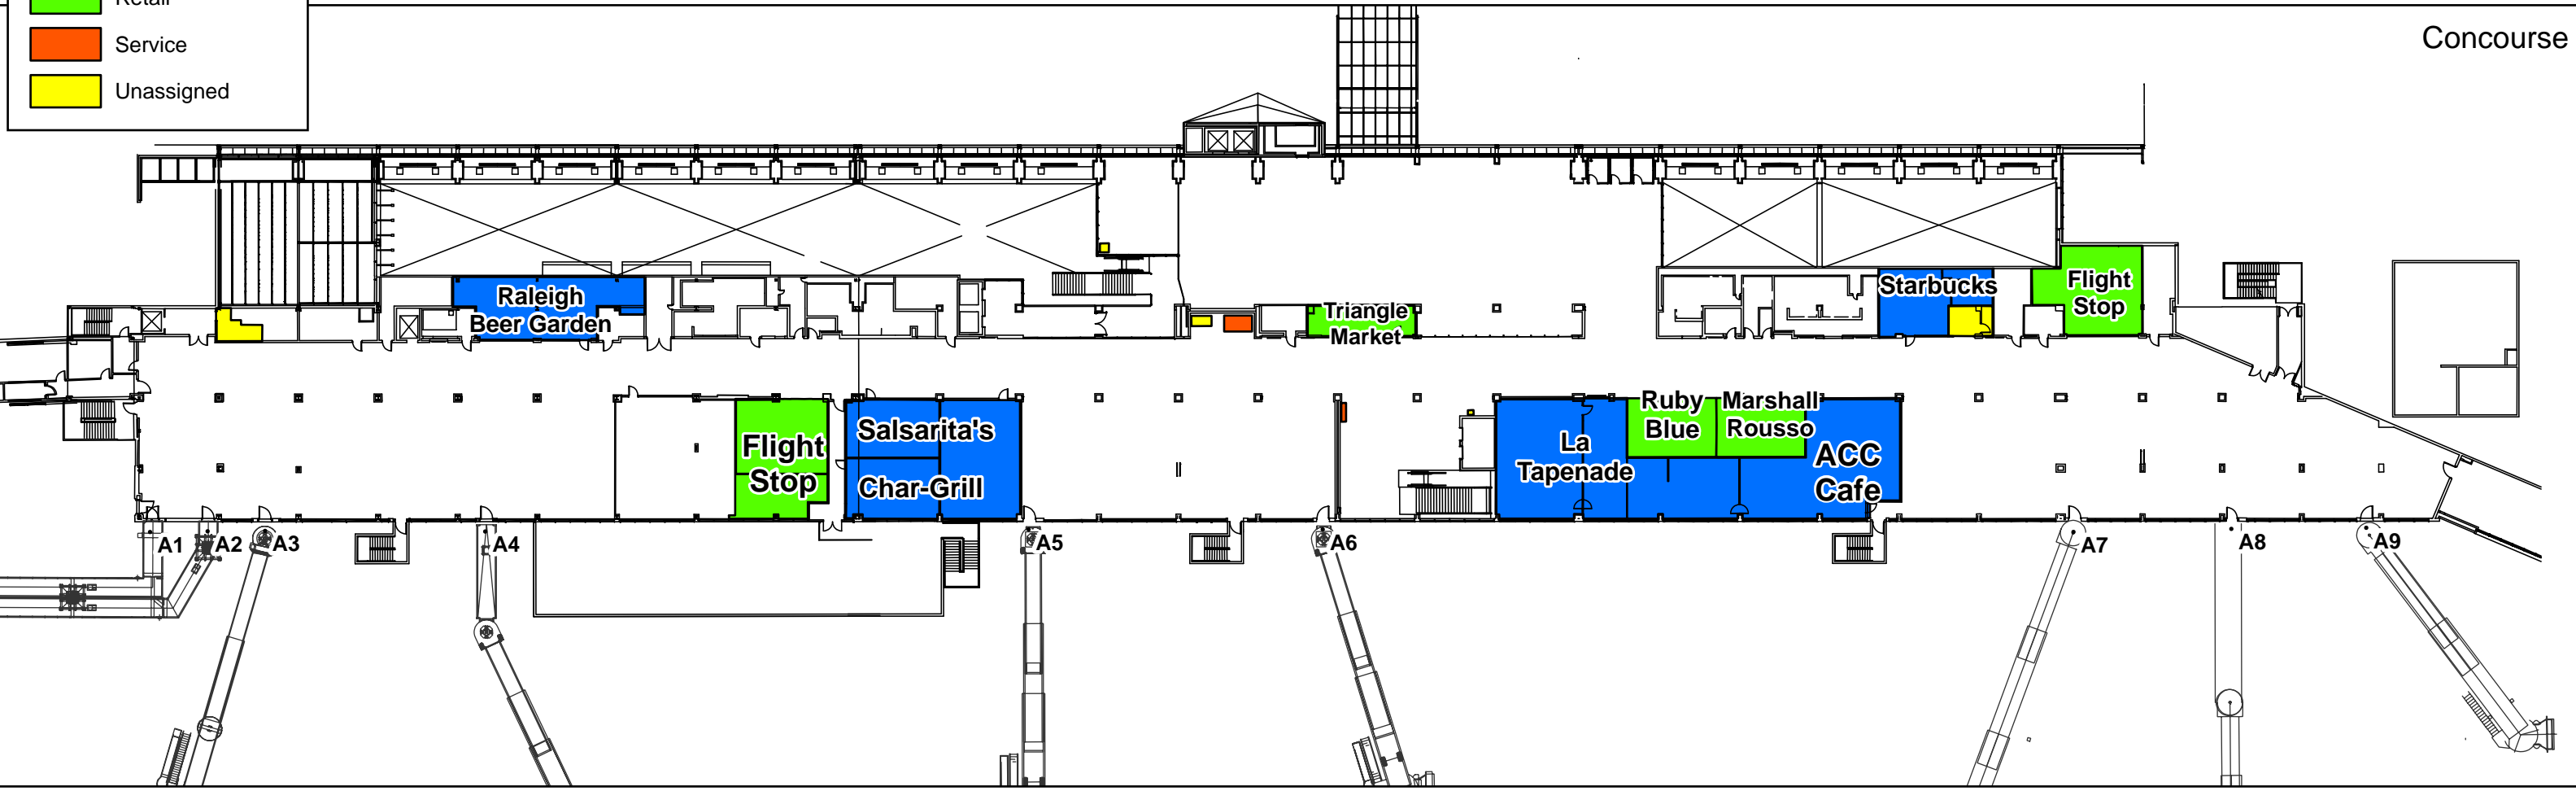 Retail
Service
Unassigned
Concourse
Raleigh
Beer Garden
Triangle
Market
Starbucks
Flight
Stop
Flight
Stop
Salsarita's
Char-Grill
La
Tapenade
Ruby
Blue
Marshall
Rousso
ACC
Cafe
A1
A2
A3
A4
A5
A6
A7
A8
A9